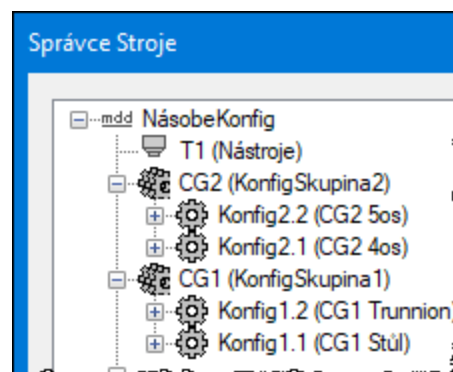 Správce Stroje
mdd NásobeKonfig
T1 (Nástroje)
CG2 (KonfigSkupina2)
Konfig2.2 (CG2 5os)
Konfig2.1 (CG2 4os)
CG1 (KonfigSkupina1)
Konfig1.2 (CG1 Trunnion)
Konfig1.1 (CG1 Stůl)